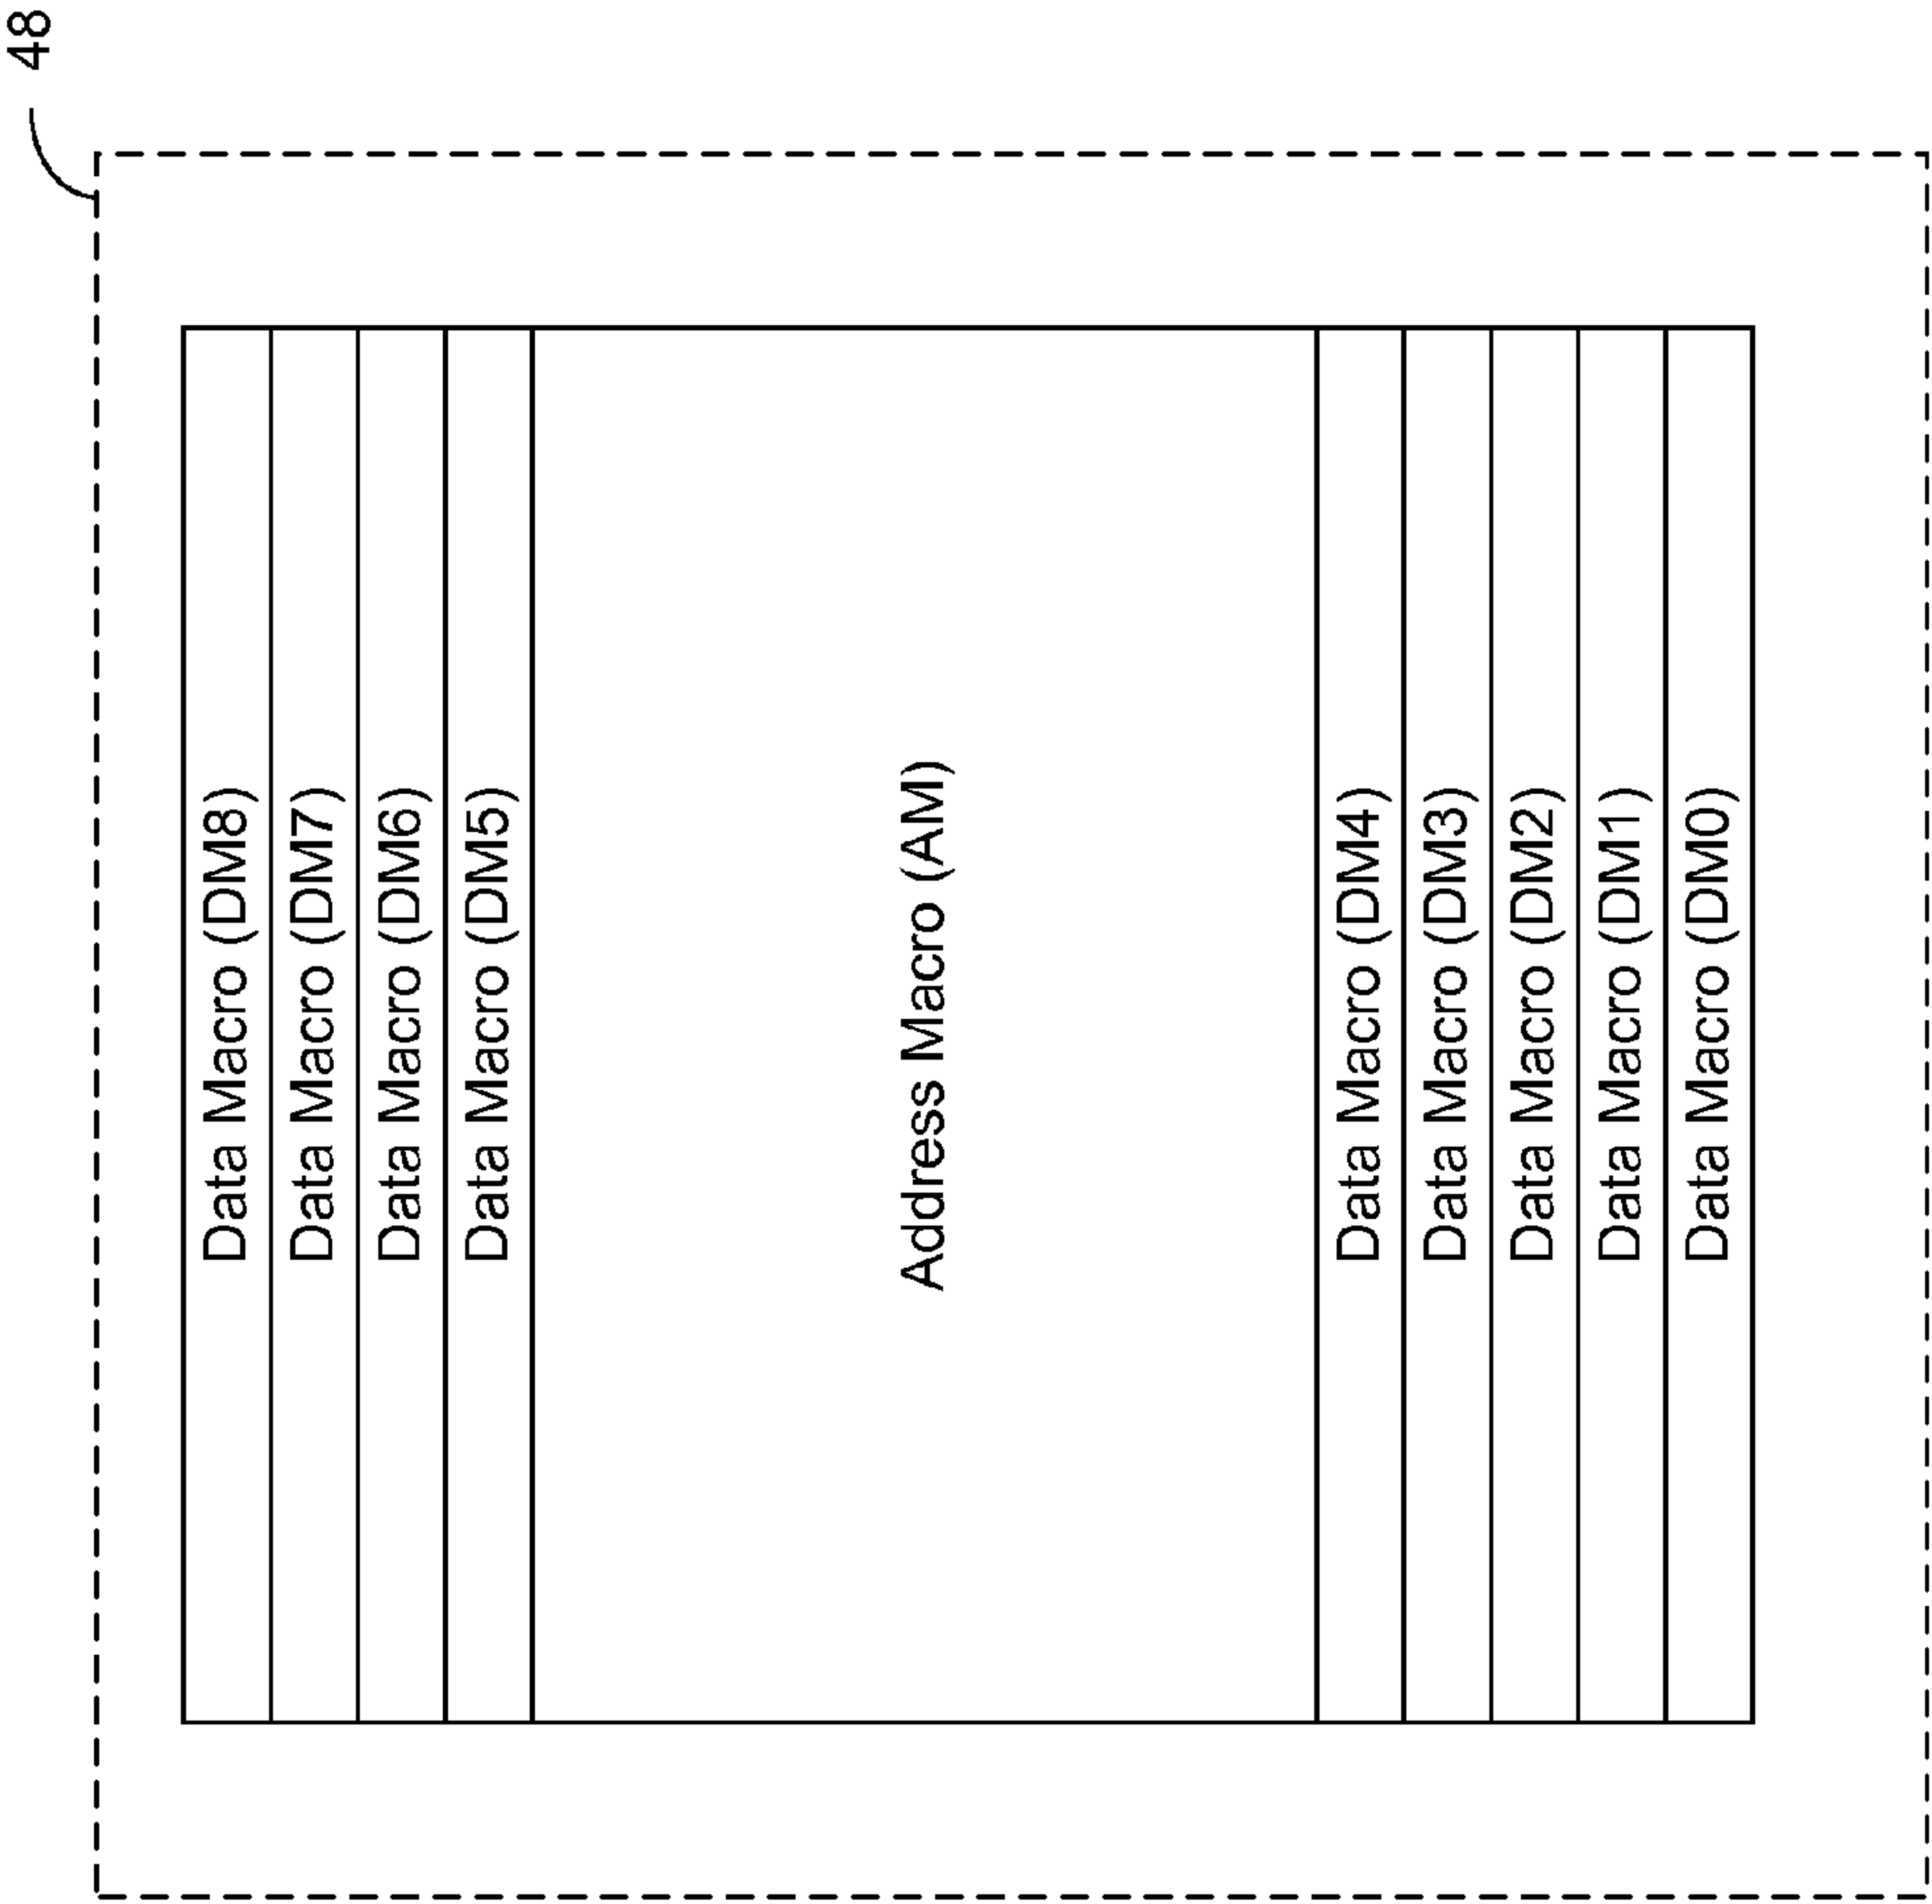 48
Data Macro (DM8)
Data Macro (DM7)
Data Macro (DM6)
Data Macro (DM5)
Address Macro (AM)
Data Macro (DM4)
Data Macro (DM3)
Data Macro (DM2)
Data Macro (DM1)
Data Macro (DM0)